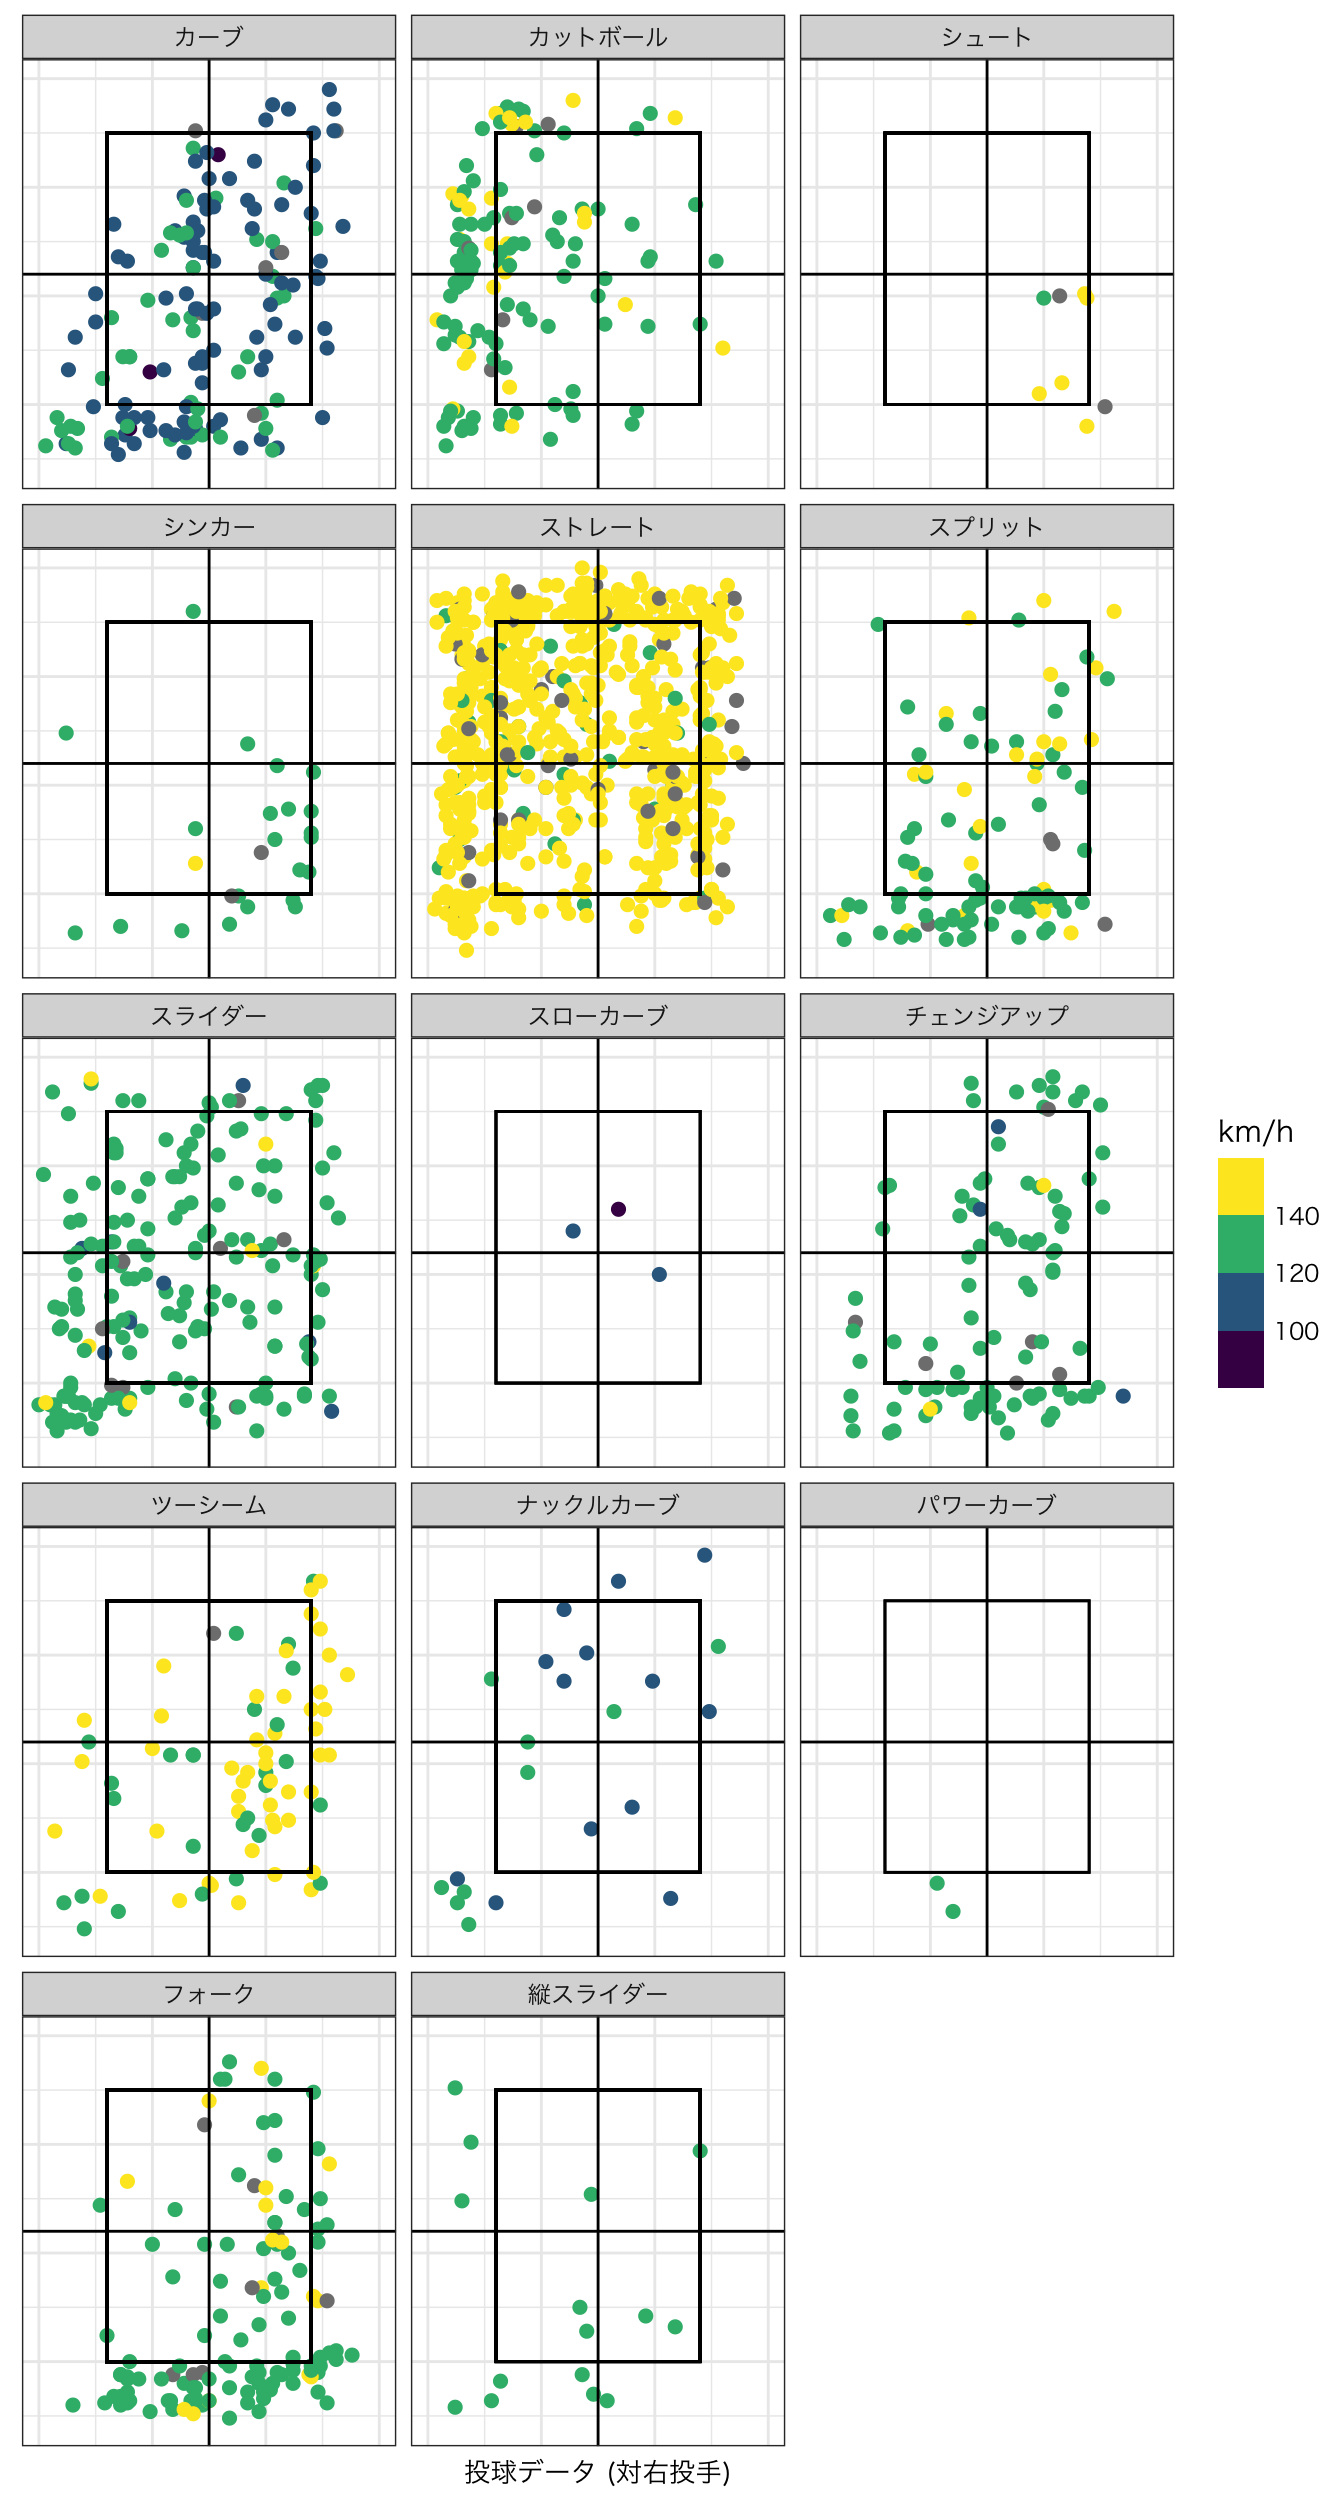 カーブ
カットボール
シュート
シンカー
ストレート
スプリット
スライダー
スローカーブ
チェンジアップ
km/h
140
120
100
ツーシーム
ナックルカーブ
パワーカーブ
フォーク
縦スライダー
投球データ (対右投手)